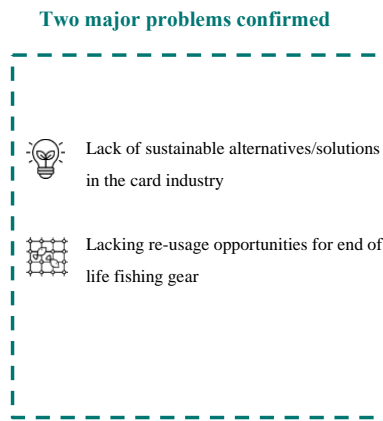 Two major problems confirmed
Lack of sustainable alternatives/solutions
in the card industry
Lacking re-usage opportunities for end of
life fishing gear